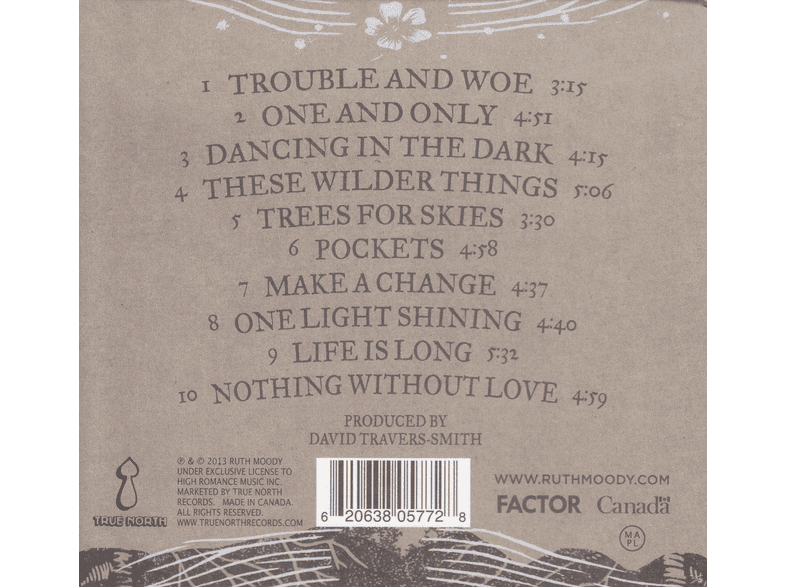 1 TROUBLE AND WOE 3:15
2 ONE AND ONLY 4:51
3 DANCING IN THE DARK 4:15
4 THESE WILDER THINGS 5:06
5 TREES FOR SKIES 3:30
6 POCKETS 4:58
7 MAKE A CHANGE 4:37
8 ONE LIGHT SHINING 4:40
9 LIFE IS LONG 5:32
10 NOTHING WITHOUT LOVE 4:59
PRODUCED BY
DAVID TRAVERS-SMITH
TRUE NORTH
℗ & © 2013 RUTH MOODY
UNDER EXCLUSIVE LICENSE TO
HIGH ROMANCE MUSIC INC.
MARKETED BY TRUE NORTH
RECORDS. MADE IN CANADA.
ALL RIGHTS RESERVED.
WWW.TRUENORTHRECORDS.COM
6 20638 05772 8
WWW.RUTHMOODY.COM
FACTOR Canada
MA
PL